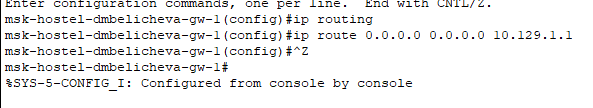 Enter configuration commands, one per line. End with CNTL/Z.
msk-hostel-dmbelicheva-gw-1(config)#ip routing
msk-hostel-dmbelicheva-gw-1(config)#ip route 0.0.0.0 0.0.0.0 10.129.1.1
msk-hostel-dmbelicheva-gw-1(config)#^Z
msk-hostel-dmbelicheva-gw-1#
%SYS-5-CONFIG_I: Configured from console by console